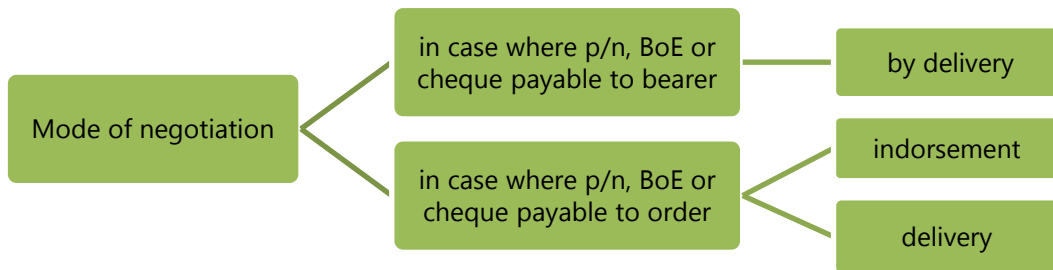 Mode of negotiation
in case where p/n, BoE or
cheque payable to bearer
by delivery
in case where p/n, BoE or
cheque payable to order
indorsement
delivery